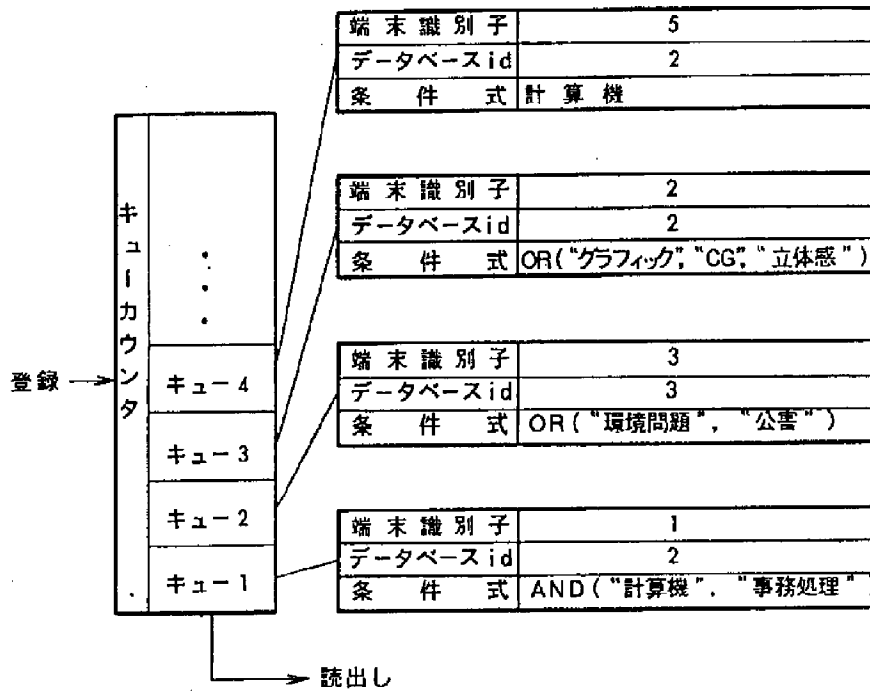 端末識別子 5
データベースid 2
条件式 計算機
端末識別子 2
データベースid 2
条件式 OR("グラフィック","CG","立体感")
キューカウンタ
端末識別子 3
データベースid 3
条件式 OR("環境問題","公害")
登録
キュー4
キュー3
キュー2
キュー1
端末識別子 1
データベースid 2
条件式 AND("計算機","事務処理"
読出し